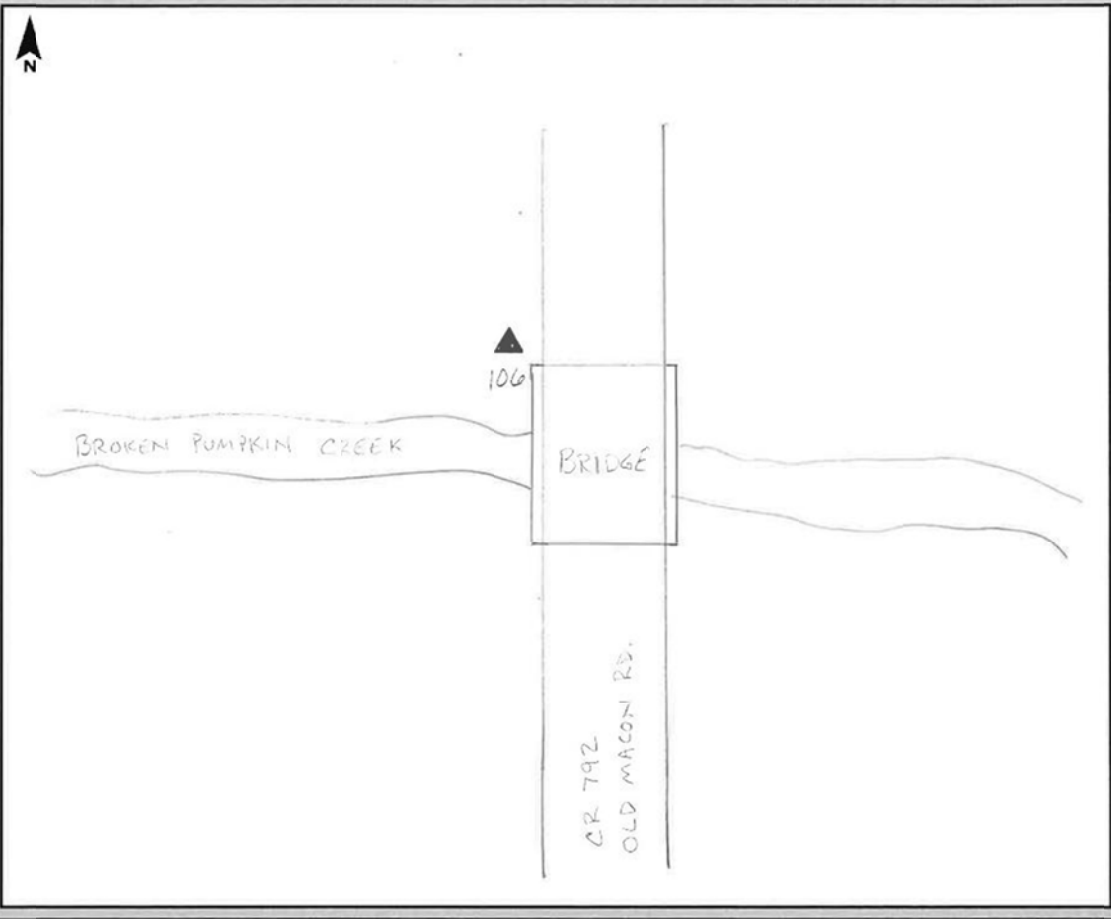 N
106
BROKEN PUMPKIN CREEK
BRIDGE
CR 792
OLD MACON RD.